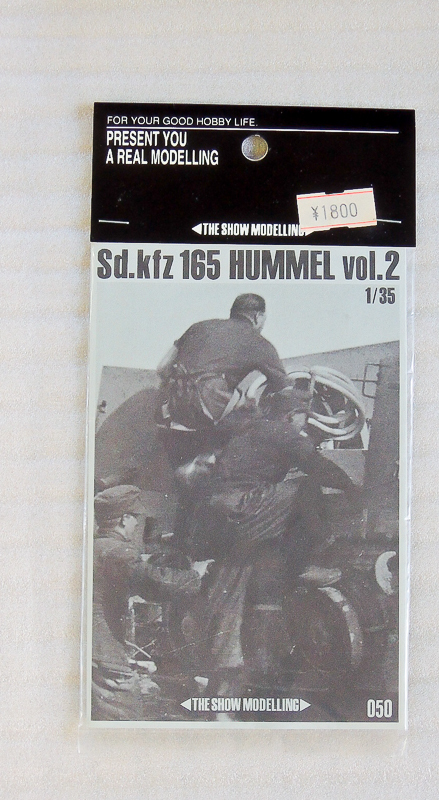 FOR YOUR GOOD HOBBY LIFE.
PRESENT YOU
A REAL MODELLING
¥1800
THE SHOW MODELLING
Sd.kfz 165 HUMMEL vol.2
1/35
THE SHOW MODELLING
050